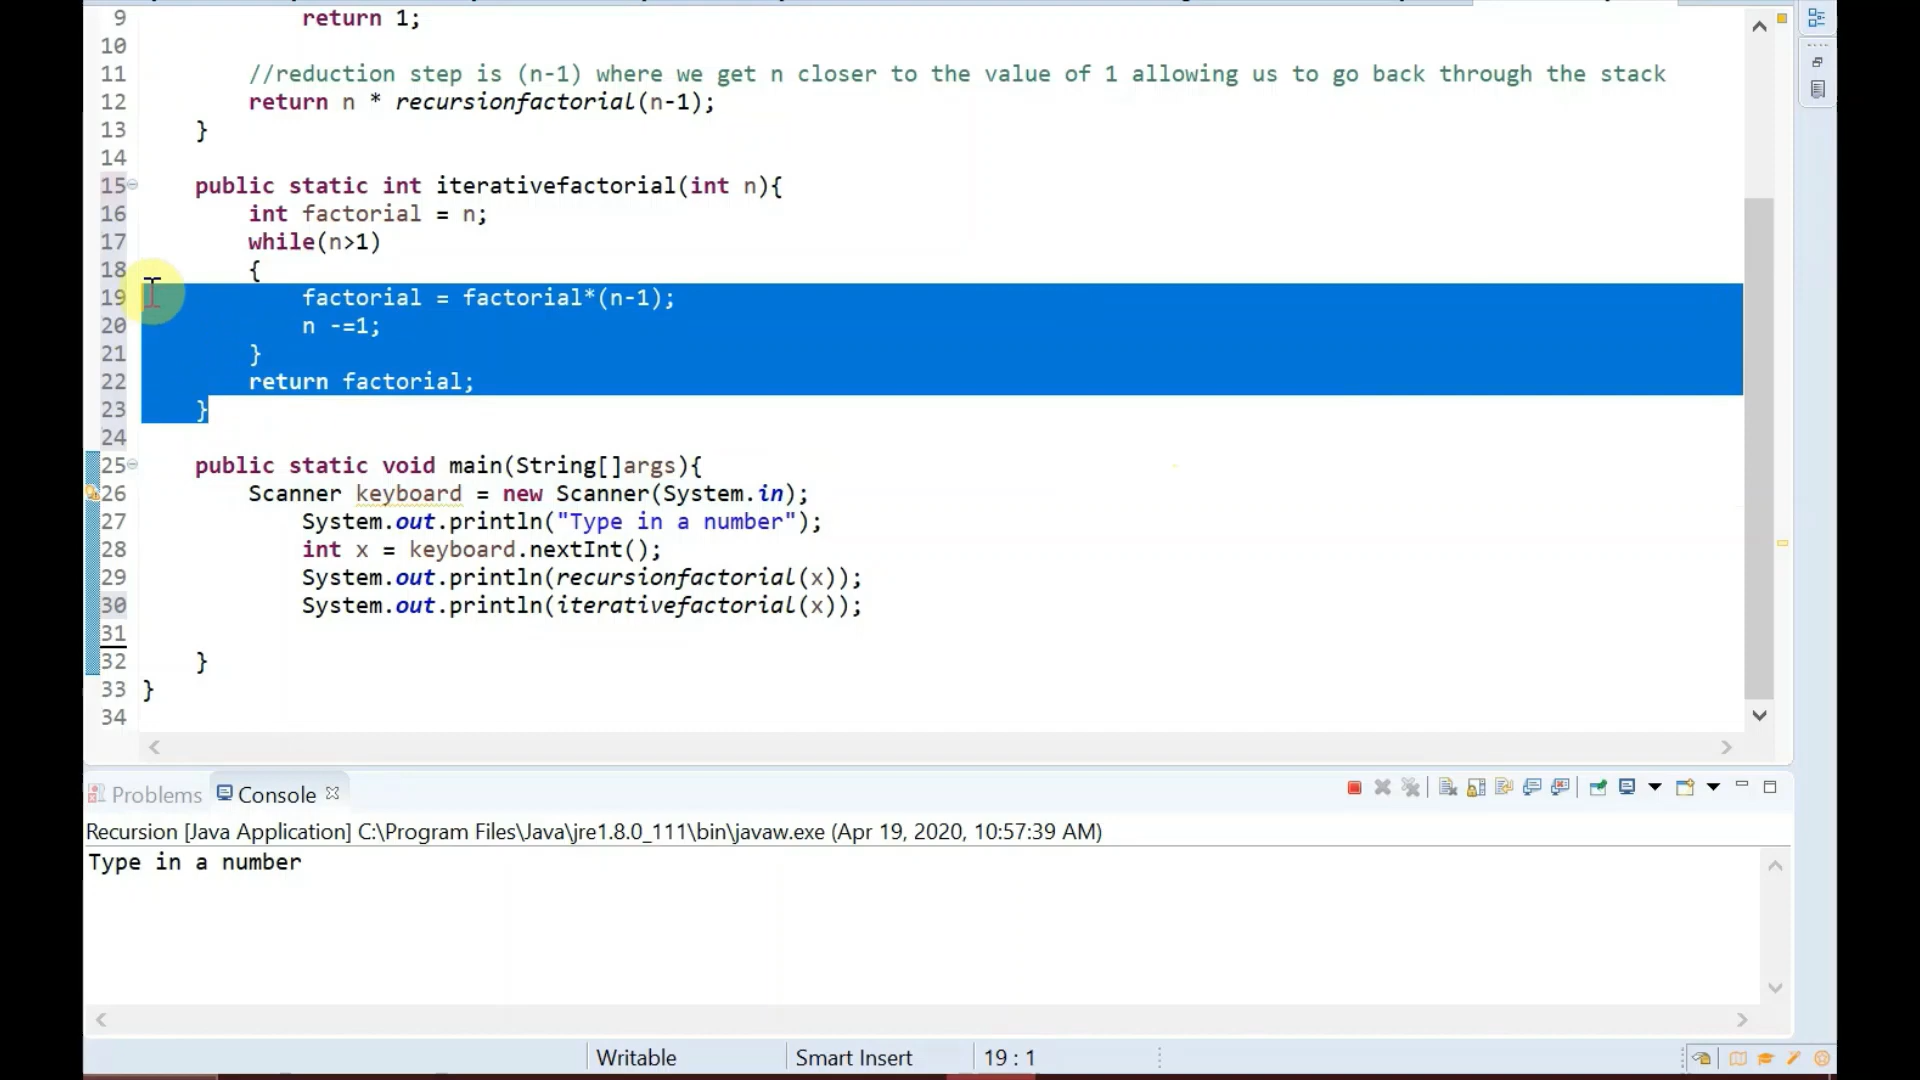 9 return 1;
10
11 //reduction step is (n-1) where we get n closer to the value of 1 allowing us to go back through the stack
12 return n * recursionfactorial(n-1);
13 }
14
15 public static int iterativefactorial(int n){
16 int factorial = n;
17 while(n>1)
18 {
19 factorial = factorial*(n-1);
20 n -=1;
21 }
22 return factorial;
23 }
24
25 public static void main(String[]args){
26 Scanner keyboard = new Scanner(System.in);
27 System.out.println("Type in a number");
28 int x = keyboard.nextInt();
29 System.out.println(recursionfactorial(x));
30 System.out.println(iterativefactorial(x));
31
32 }
33 }
34
Problems Console
Recursion [Java Application] C:\Program Files\Java\jre1.8.0_111\bin\javaw.exe (Apr 19, 2020, 10:57:39 AM)
Type in a number
Writable Smart Insert 19 : 1